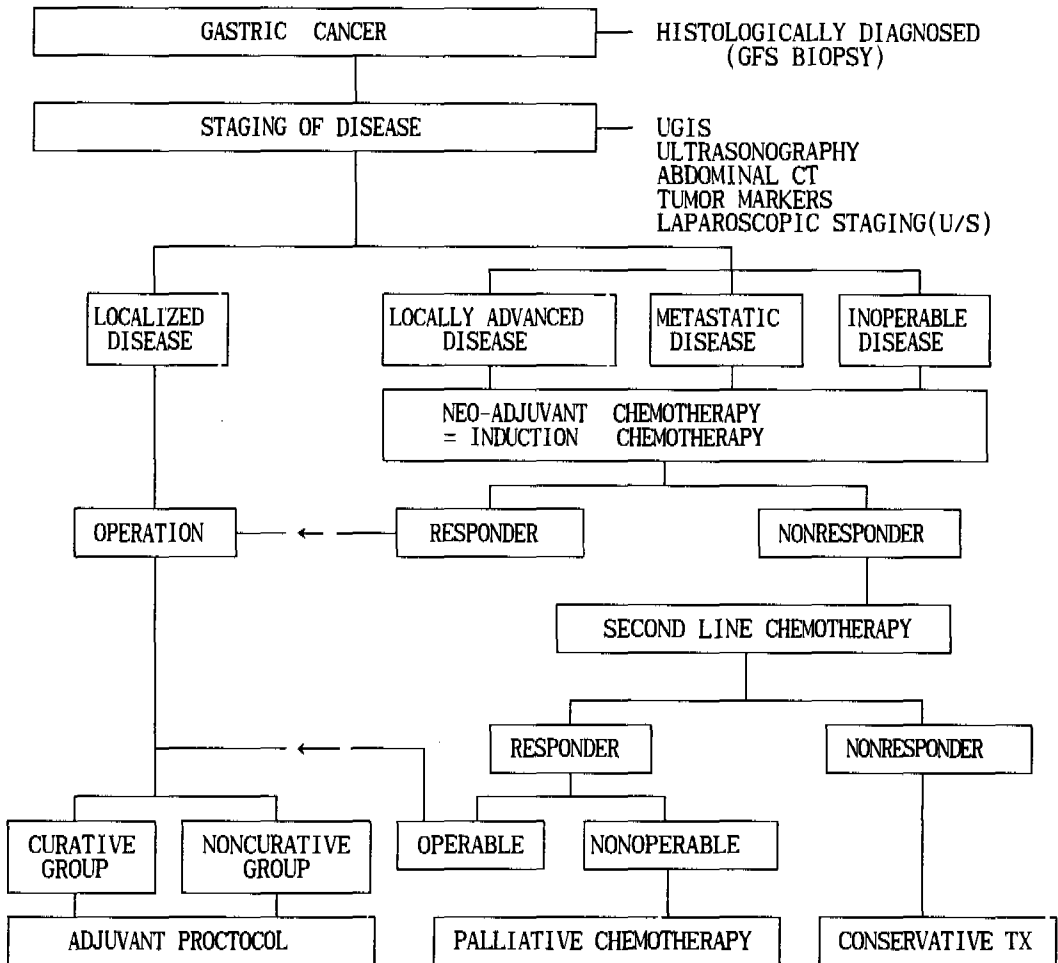 GASTRIC CANCER
HISTOLOGICALLY DIAGNOSED
(GFS BIOPSY)
STAGING OF DISEASE
UGIS
ULTRASONOGRAPHY
ABDOMINAL CT
TUMOR MARKERS
LAPAROSCOPIC STAGING(U/S)
LOCALIZED
DISEASE
LOCALLY ADVANCED
DISEASE
METASTATIC
DISEASE
INOPERABLE
DISEASE
NEO-ADJUVANT CHEMOTHERAPY
= INDUCTION CHEMOTHERAPY
OPERATION
RESPONDER
NONRESPONDER
SECOND LINE CHEMOTHERAPY
RESPONDER
NONRESPONDER
CURATIVE
GROUP
NONCURATIVE
GROUP
OPERABLE
NONOPERABLE
ADJUVANT PROCTOCOL
PALLIATIVE CHEMOTHERAPY
CONSERVATIVE TX